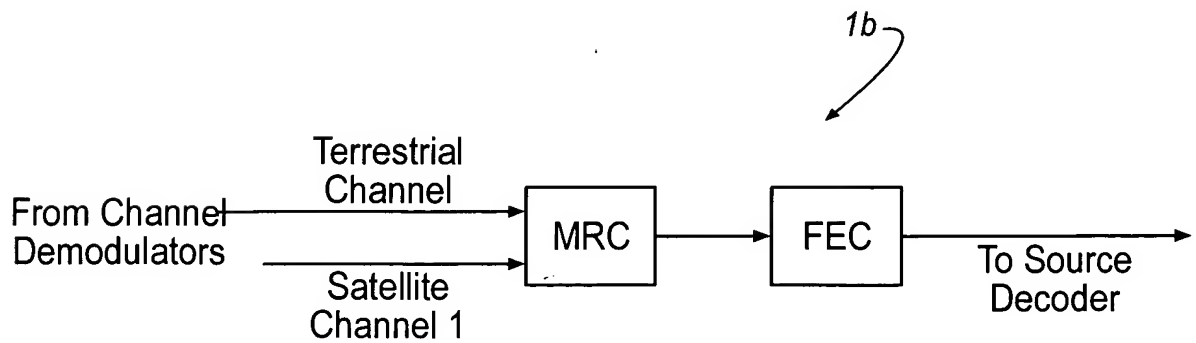 1b
Terrestrial
Channel
From Channel
Demodulators
Satellite
Channel 1
MRC
FEC
To Source
Decoder